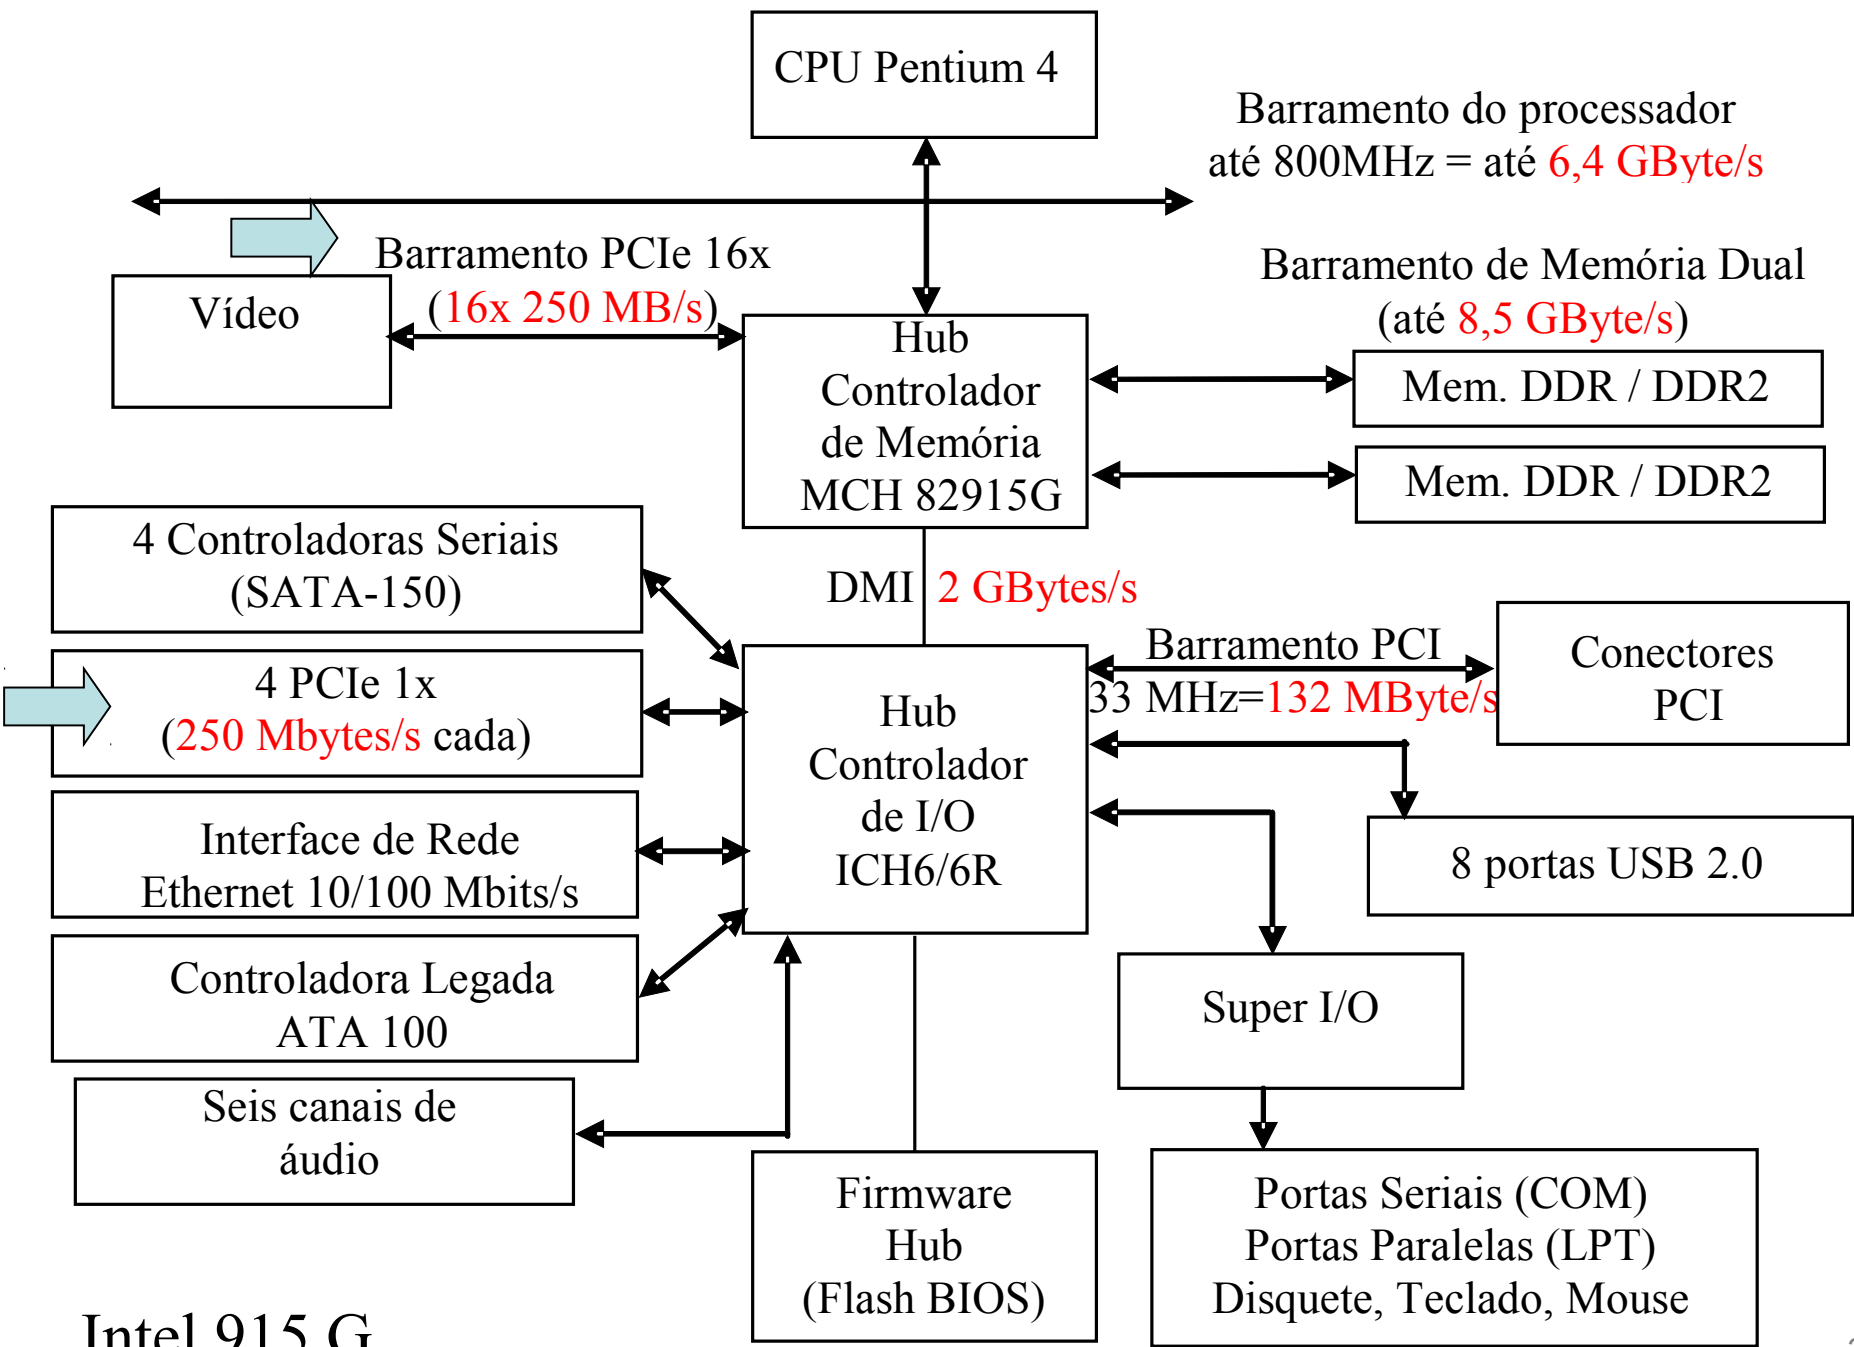 CPU Pentium 4
Barramento do processador
até 800MHz = até 6,4 GByte/s
Barramento PCIe 16x
(16x 250 MB/s)
Vídeo
Barramento de Memória Dual
(até 8,5 GByte/s)
Hub
Controlador
de Memória
MCH 82915G
Mem. DDR / DDR2
Mem. DDR / DDR2
4 Controladoras Seriais
(SATA-150)
DMI 2 GBytes/s
4 PCIe 1x
(250 Mbytes/s cada)
Barramento PCI
33 MHz=132 MByte/s
Conectores
PCI
Hub
Controlador
de I/O
ICH6/6R
Interface de Rede
Ethernet 10/100 Mbits/s
8 portas USB 2.0
Controladora Legada
ATA 100
Super I/O
Seis canais de
áudio
Firmware
Hub
(Flash BIOS)
Portas Seriais (COM)
Portas Paralelas (LPT)
Disquete, Teclado, Mouse
Intel 915 G